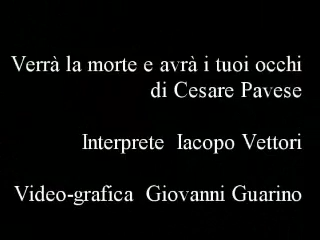 Verrà la morte e avrà i tuoi occhi
di Cesare Pavese
Interprete Iacopo Vettori
Video-grafica Giovanni Guarino